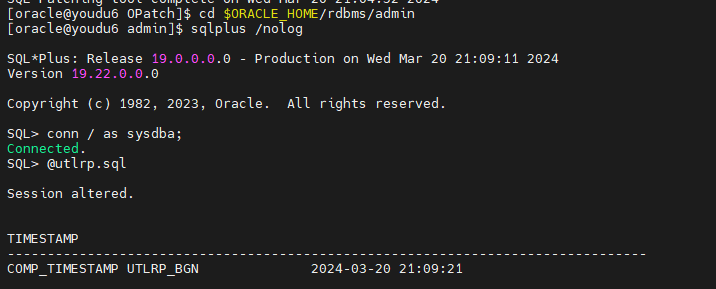 SQL Patching tool complete on Wed Mar 20 21:04:52 2024
[oracle@youdu6 OPatch]$ cd $ORACLE_HOME/rdbms/admin
[oracle@youdu6 admin]$ sqlplus /nolog
SQL*Plus: Release 19.0.0.0.0 - Production on Wed Mar 20 21:09:11 2024
Version 19.22.0.0.0
Copyright (c) 1982, 2023, Oracle.  All rights reserved.
SQL> conn / as sysdba;
Connected.
SQL> @utlrp.sql
Session altered.
TIMESTAMP
--------------------------------------------------------------------------------
COMP_TIMESTAMP UTLRP_BGN              2024-03-20 21:09:21